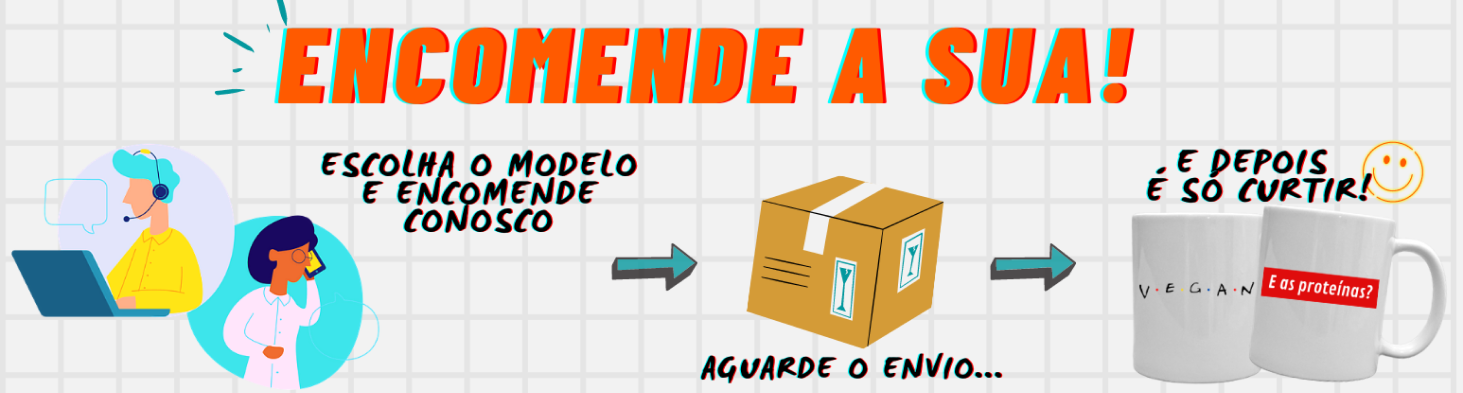 ENCOMENDE A SUA!
ESCOLHA O MODELO
E ENCOMENDE
CONOSCO
AGUARDE O ENVIO...
E DEPOIS
É SÓ CURTIR!
V·E·G·A·N
E as proteínas?